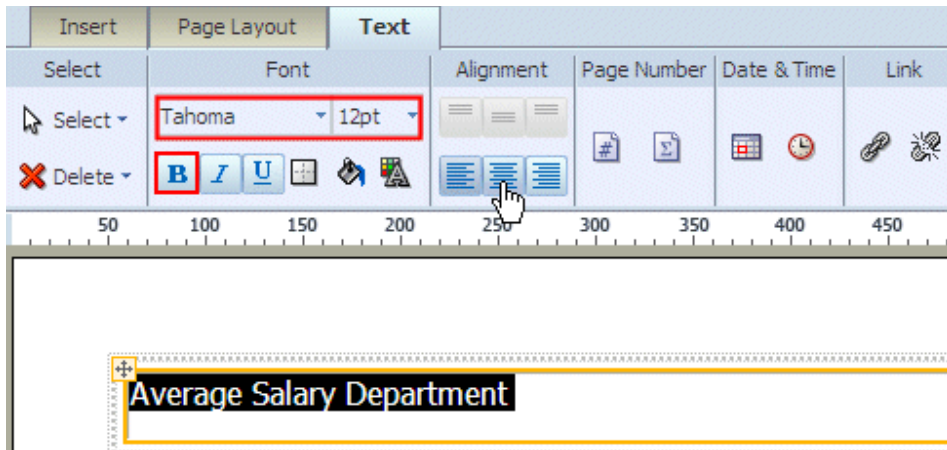 Insert Page Layout Text
Select Font Alignment Page Number Date & Time Link
Select Tahoma 12pt #
Σ
Delete B I U A
50 100 150 200 250 300 350 400 450
Average Salary Department